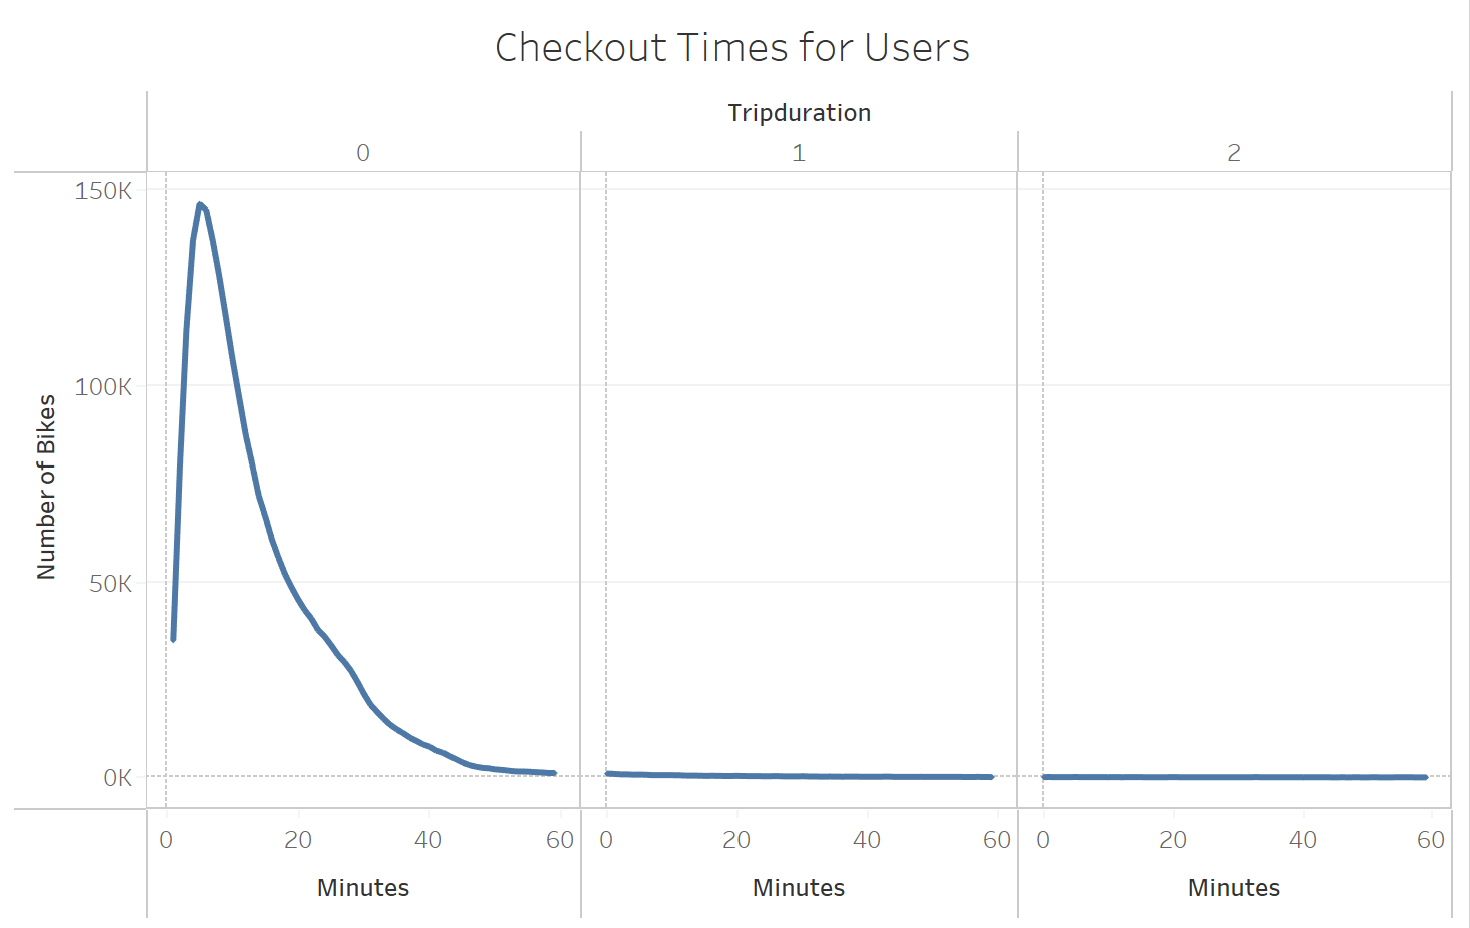 Checkout Times for Users
Tripduration
0 1 2
Number of Bikes
150K
100K
50K
0K
0 20 40 60 0 20 40 60 0 20 40 60
Minutes Minutes Minutes